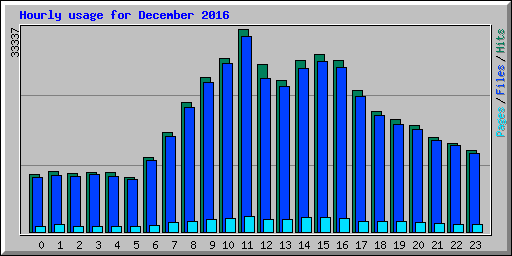 Hourly usage for December 2016
33337
Pages/Files/Hits
0 1 2 3 4 5 6 7 8 9 10 11 12 13 14 15 16 17 18 19 20 21 22 23